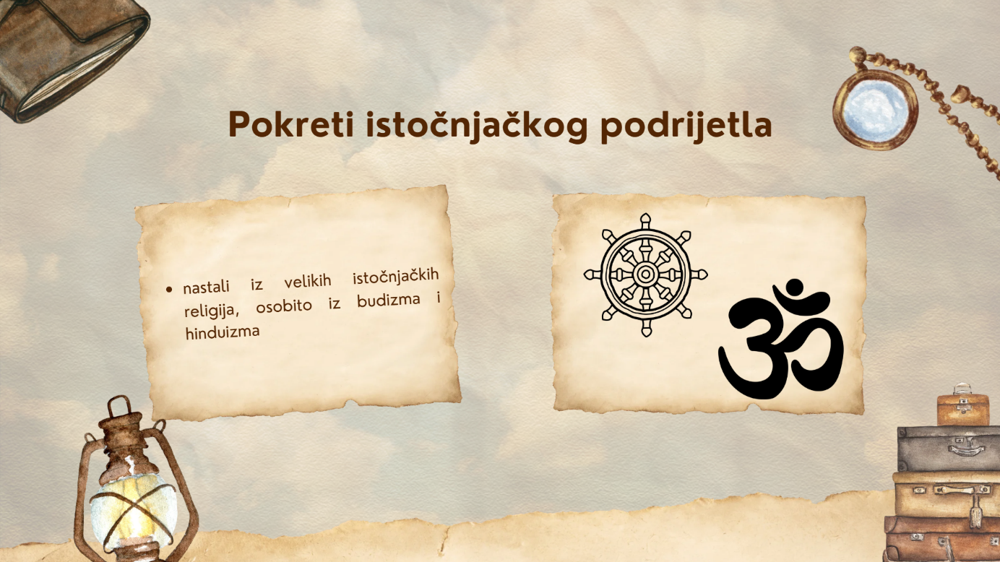 Pokreti istočnjačkog podrijetla
• nastali iz velikih istočnjačkih
religija, osobito iz budizma i
hinduizma
ॐ